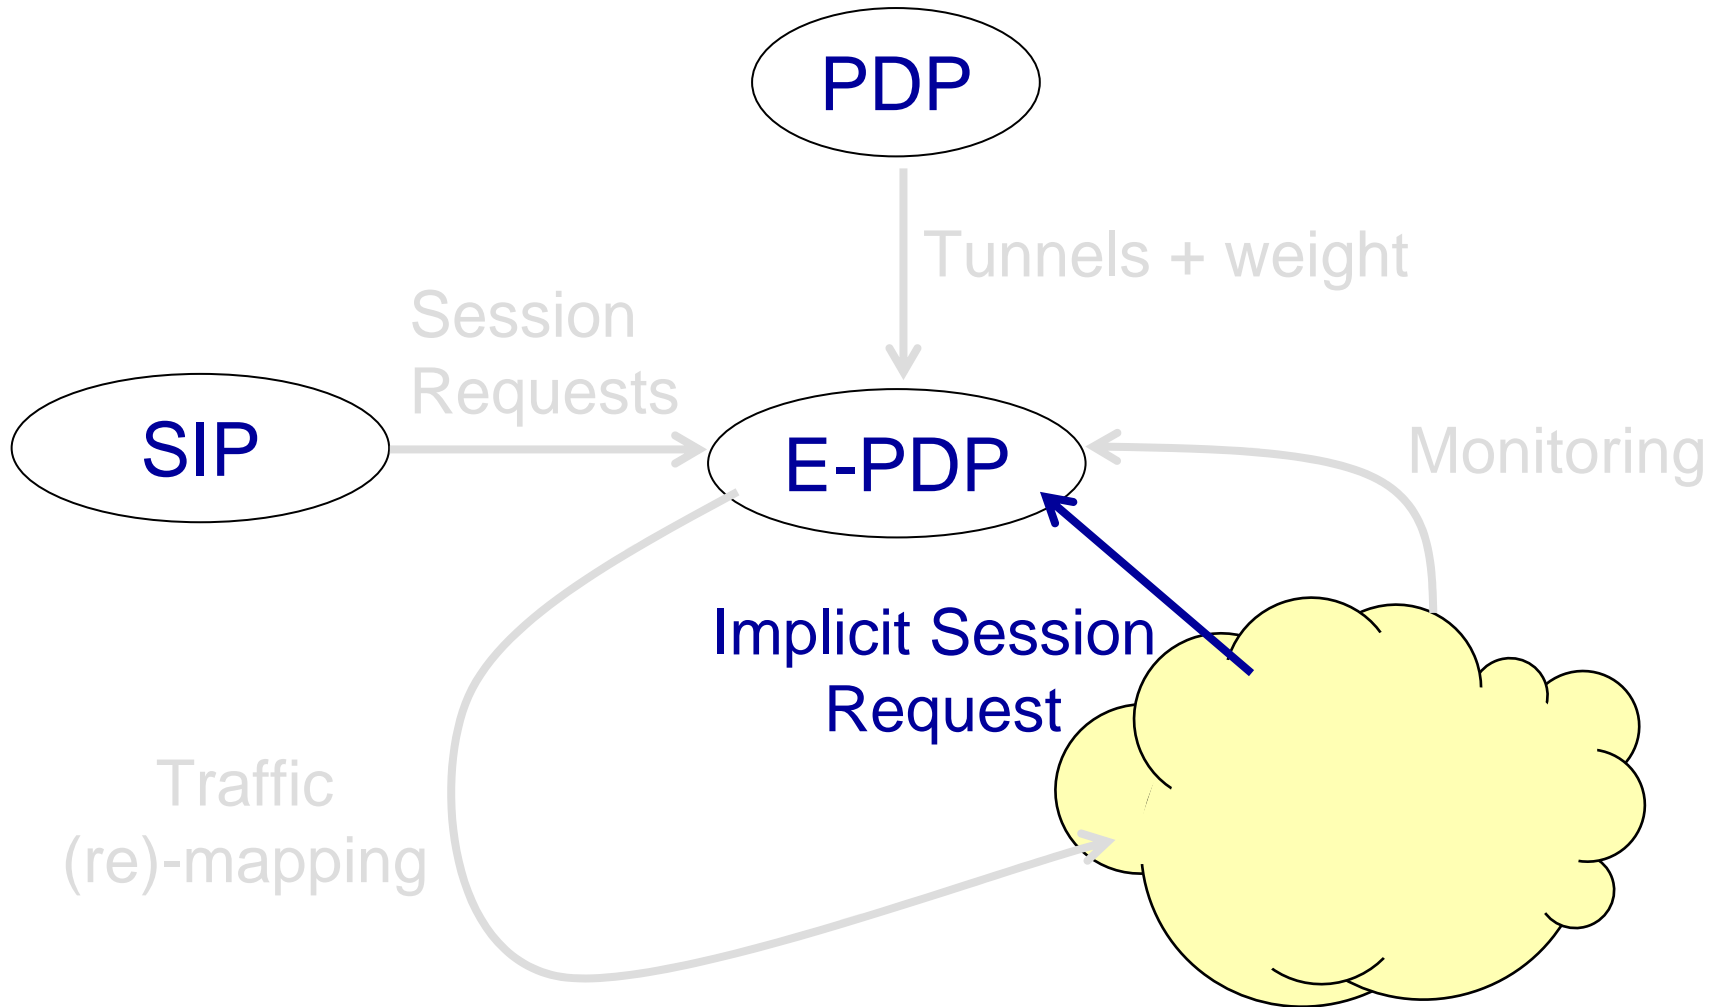 PDP
Tunnels + weight
Session
Requests
SIP
E-PDP
Monitoring
Implicit Session
Request
Traffic
(re)-mapping